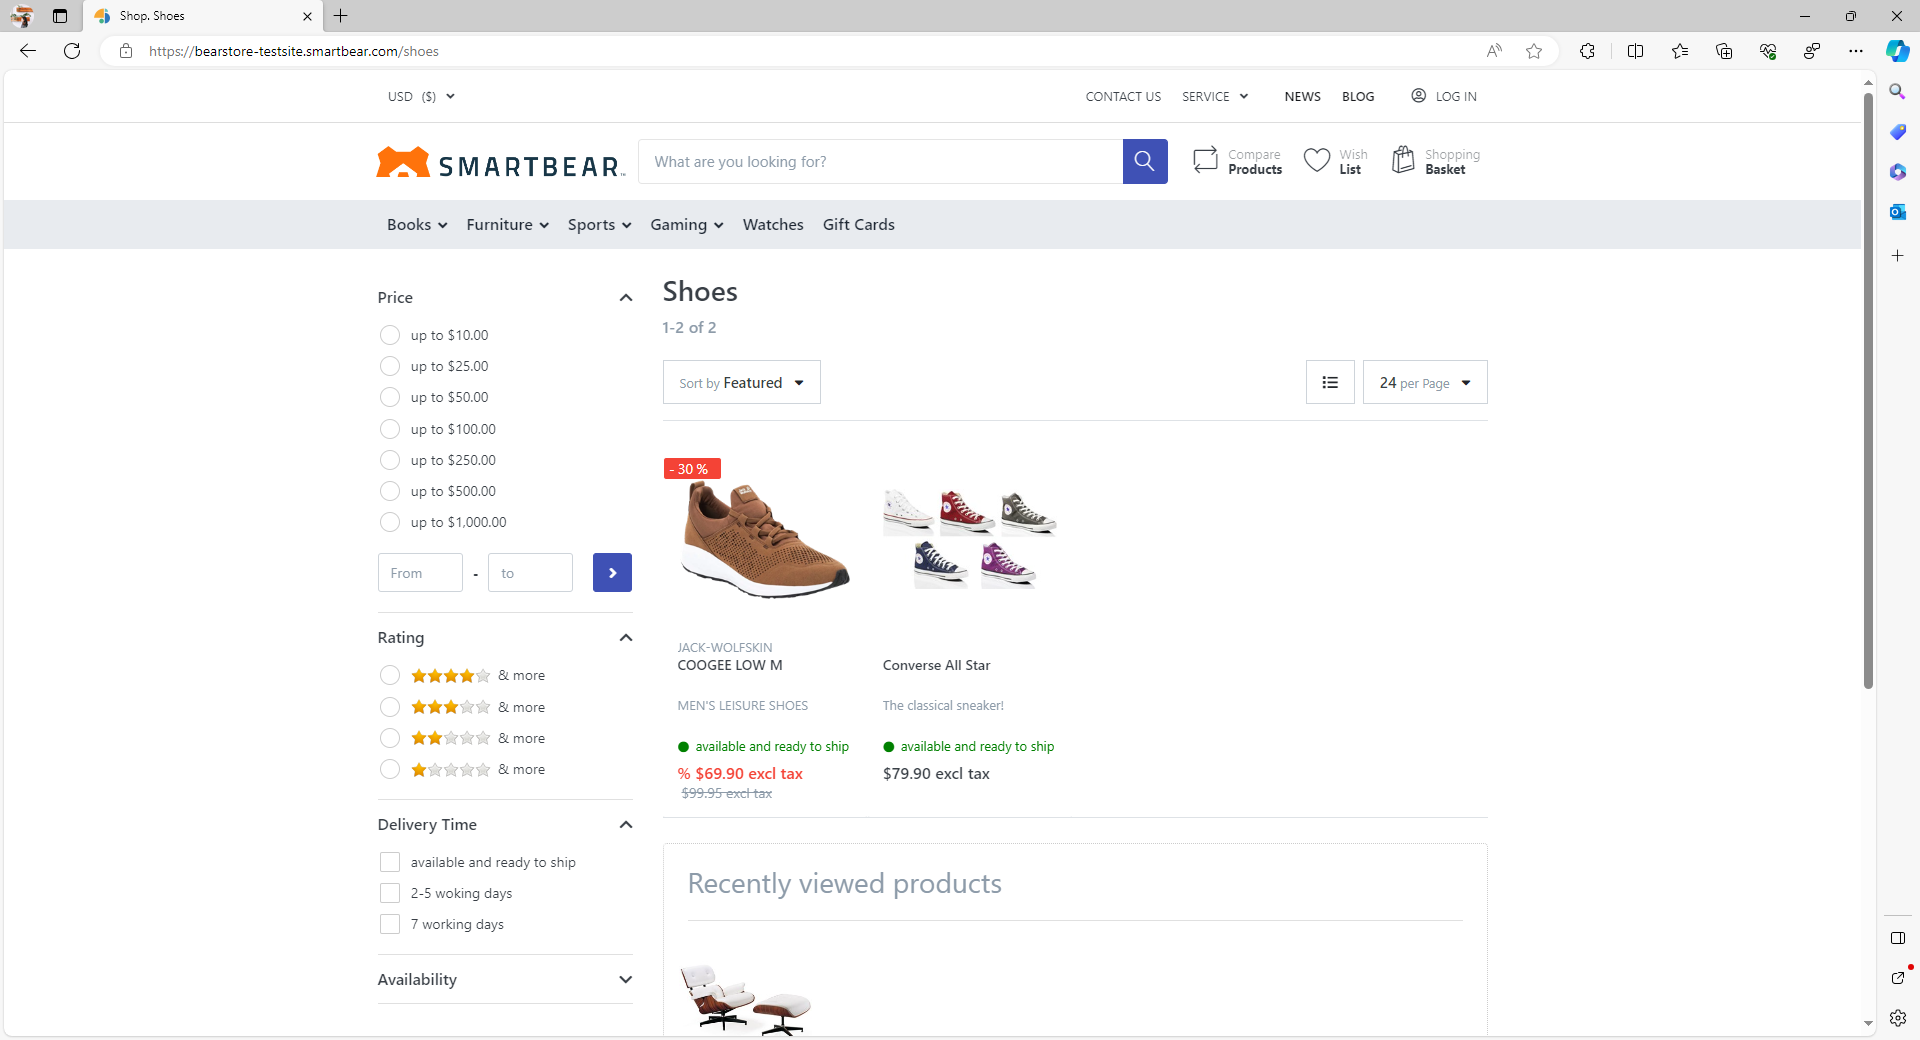 Shop. Shoes
https://bearstore-testsite.smartbear.com/shoes
USD ($)
CONTACT US
SERVICE
NEWS
BLOG
LOG IN
SMARTBEAR
What are you looking for?
Compare
Products
Wish
List
Shopping
Basket
Books
Furniture
Sports
Gaming
Watches
Gift Cards
Price
up to $10.00
up to $25.00
up to $50.00
up to $100.00
up to $250.00
up to $500.00
up to $1,000.00
From - to
Rating
& more
& more
& more
& more
Delivery Time
available and ready to ship
2-5 woking days
7 working days
Availability
Shoes
1-2 of 2
Sort by Featured
24 per Page
- 30 %
JACK-WOLFSKIN
COOGEE LOW M
MEN'S LEISURE SHOES
available and ready to ship
% $69.90 excl tax
$99.95 excl tax
Converse All Star
The classical sneaker!
available and ready to ship
$79.90 excl tax
Recently viewed products